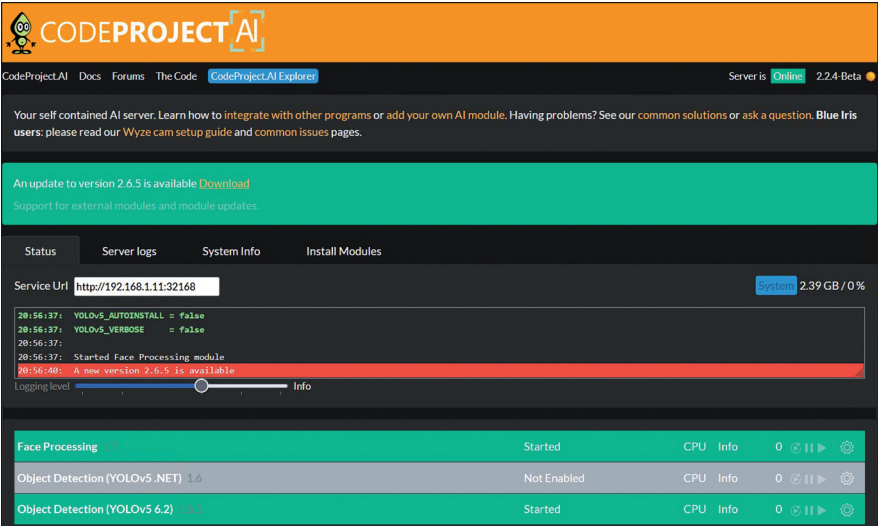 CODEPROJECT AI
CodeProject.AI Docs Forums The Code CodeProject.AI Explorer Server is Online 2.2.4-Beta
Your self contained AI server. Learn how to integrate with other programs or add your own AI module. Having problems? See our common solutions or ask a question. Blue Iris
users: please read our Wyze cam setup guide and common issues pages.
An update to version 2.6.5 is available Download
Support for external modules and module updates.
Status Server logs System Info Install Modules
Service Url http://192.168.1.11:32168 System 2.39 GB / 0 %
20:56:37: YOLOv5_AUTOINSTALL = false
20:56:37: YOLOv5_VERBOSE = false
20:56:37:
20:56:37: Started Face Processing module
20:56:40: A new version 2.6.5 is available
Logging level Info
Face Processing Started CPU Info 0
Object Detection (YOLOv5 .NET) 1.6 Not Enabled CPU Info 0
Object Detection (YOLOv5 6.2) Started CPU Info 0